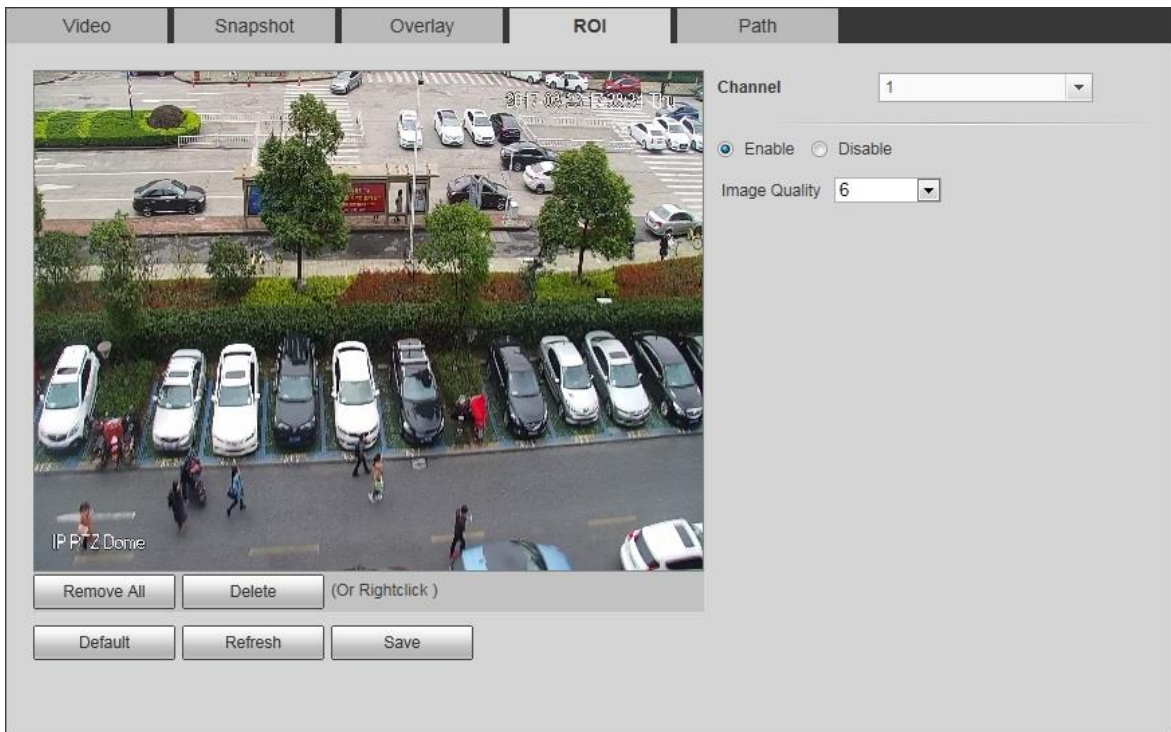 Video Snapshot Overlay ROI Path
Channel 1
Enable Disable
Image Quality 6
IP PTZ Dome
Remove All Delete (Or Rightclick )
Default Refresh Save